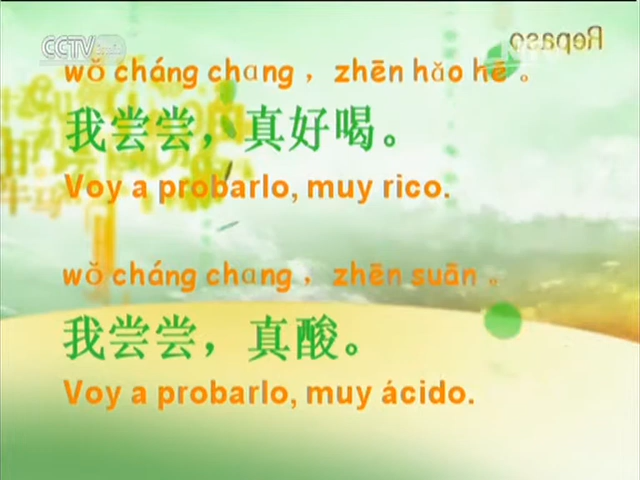 CCTV
Repaso
wǒ cháng chang , zhēn hǎo hē 。
我尝尝，真好喝。
Voy a probarlo, muy rico.
wǒ cháng chang , zhēn suān 。
我尝尝，真酸。
Voy a probarlo, muy ácido.